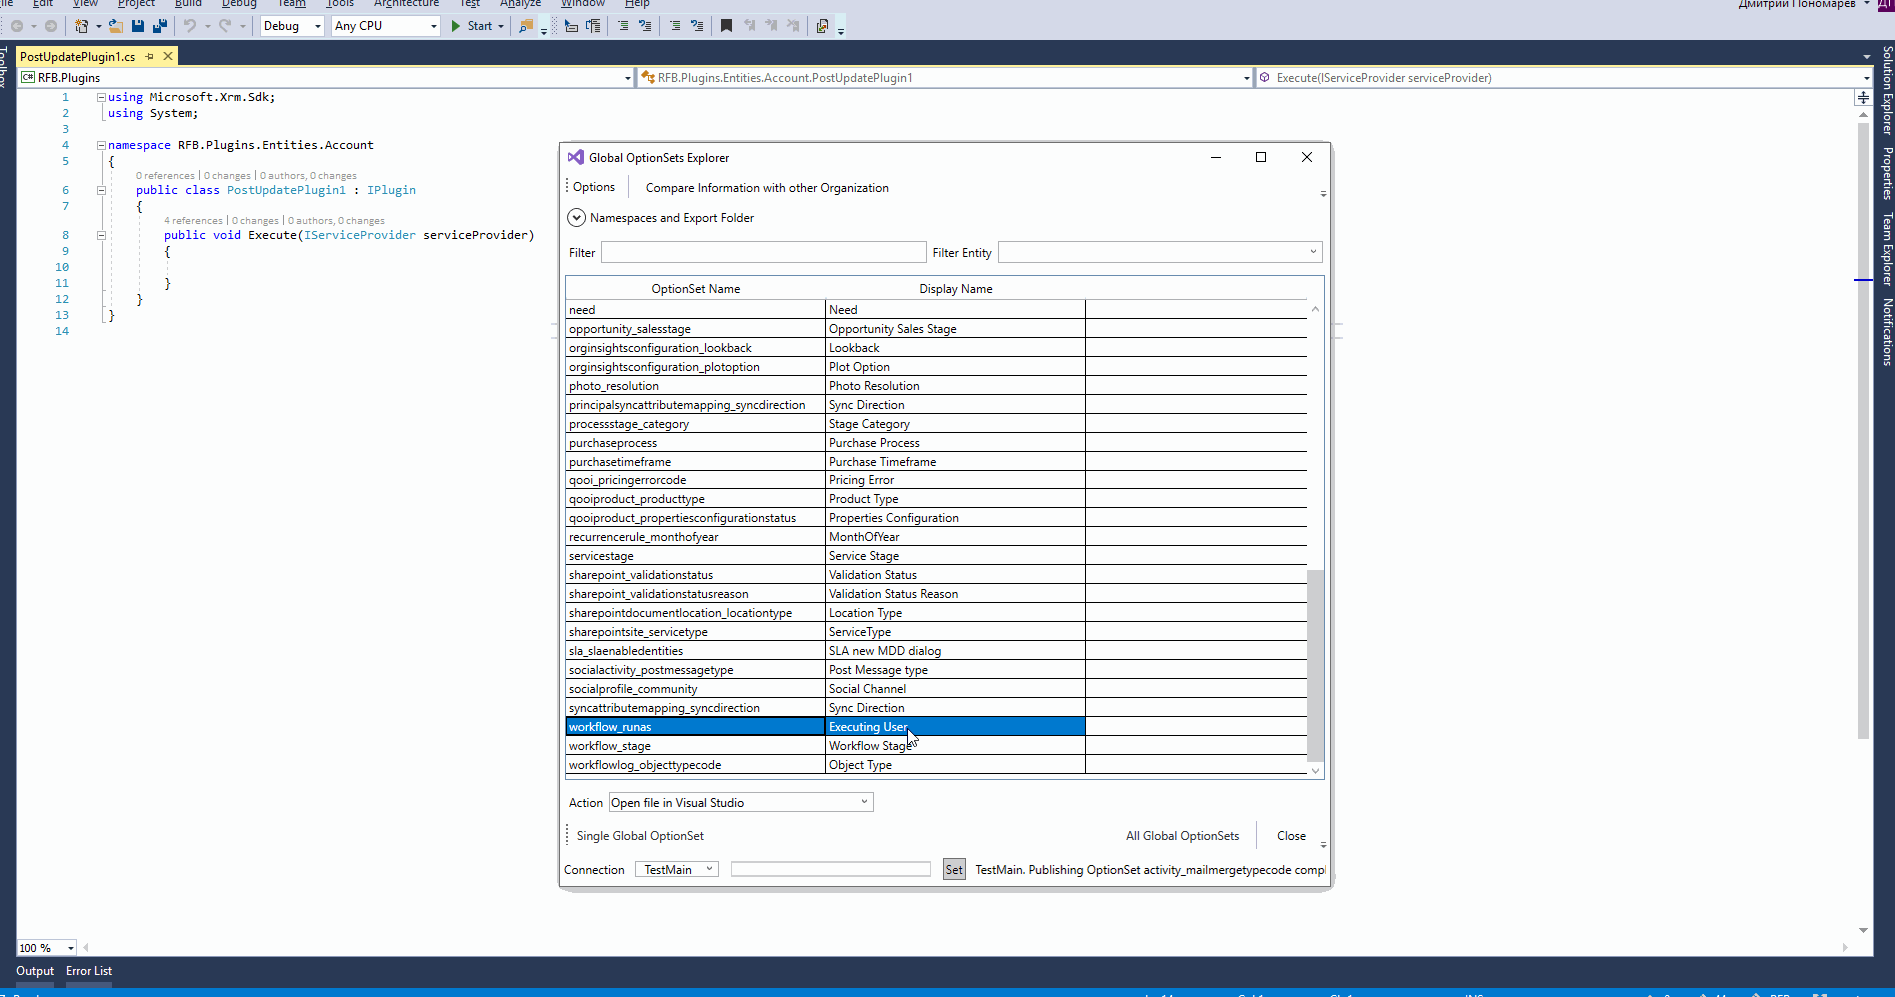 Edit View Project Build Debug Team Tools Architecture Test Analyze Window Help
Дмитрий Пономарев
Debug Any CPU Start
PostUpdatePlugin1.cs
RFB.Plugins RFB.Plugins.Entities.Account.PostUpdatePlugin1 Execute(IServiceProvider serviceProvider)
1 using Microsoft.Xrm.Sdk;
2 using System;
3
4 namespace RFB.Plugins.Entities.Account
5 {
0 references | 0 changes | 0 authors, 0 changes
6 public class PostUpdatePlugin1 : IPlugin
7 {
4 references | 0 changes | 0 authors, 0 changes
8 public void Execute(IServiceProvider serviceProvider)
9 {
10
11 }
12 }
13 }
14
Global OptionSets Explorer
Options Compare Information with other Organization
Namespaces and Export Folder
Filter Filter Entity
OptionSet Name Display Name
need Need
opportunity_salesstage Opportunity Sales Stage
orginsightsconfiguration_lookback Lookback
orginsightsconfiguration_plotoption Plot Option
photo_resolution Photo Resolution
principalsyncattributemapping_syncdirection Sync Direction
processstage_category Stage Category
purchaseprocess Purchase Process
purchasetimeframe Purchase Timeframe
qooi_pricingerrorcode Pricing Error
qooiproduct_producttype Product Type
qooiproduct_propertiesconfigurationstatus Properties Configuration
recurrencerule_monthofyear MonthOfYear
servicestage Service Stage
sharepoint_validationstatus Validation Status
sharepoint_validationstatusreason Validation Status Reason
sharepointdocumentlocation_locationtype Location Type
sharepointsite_servicetype ServiceType
sla_slaenabledentities SLA new MDD dialog
socialactivity_postmessagetype Post Message type
socialprofile_community Social Channel
syncattributemapping_syncdirection Sync Direction
workflow_runas Executing User
workflow_stage Workflow Stage
workflowlog_objecttypecode Object Type
Action Open file in Visual Studio
Single Global OptionSet All Global OptionSets Close
Connection TestMain Set TestMain. Publishing OptionSet activity_mailmergetypecode compl
Solution Explorer
Properties
Team Explorer
Notifications
100 %
Output Error List